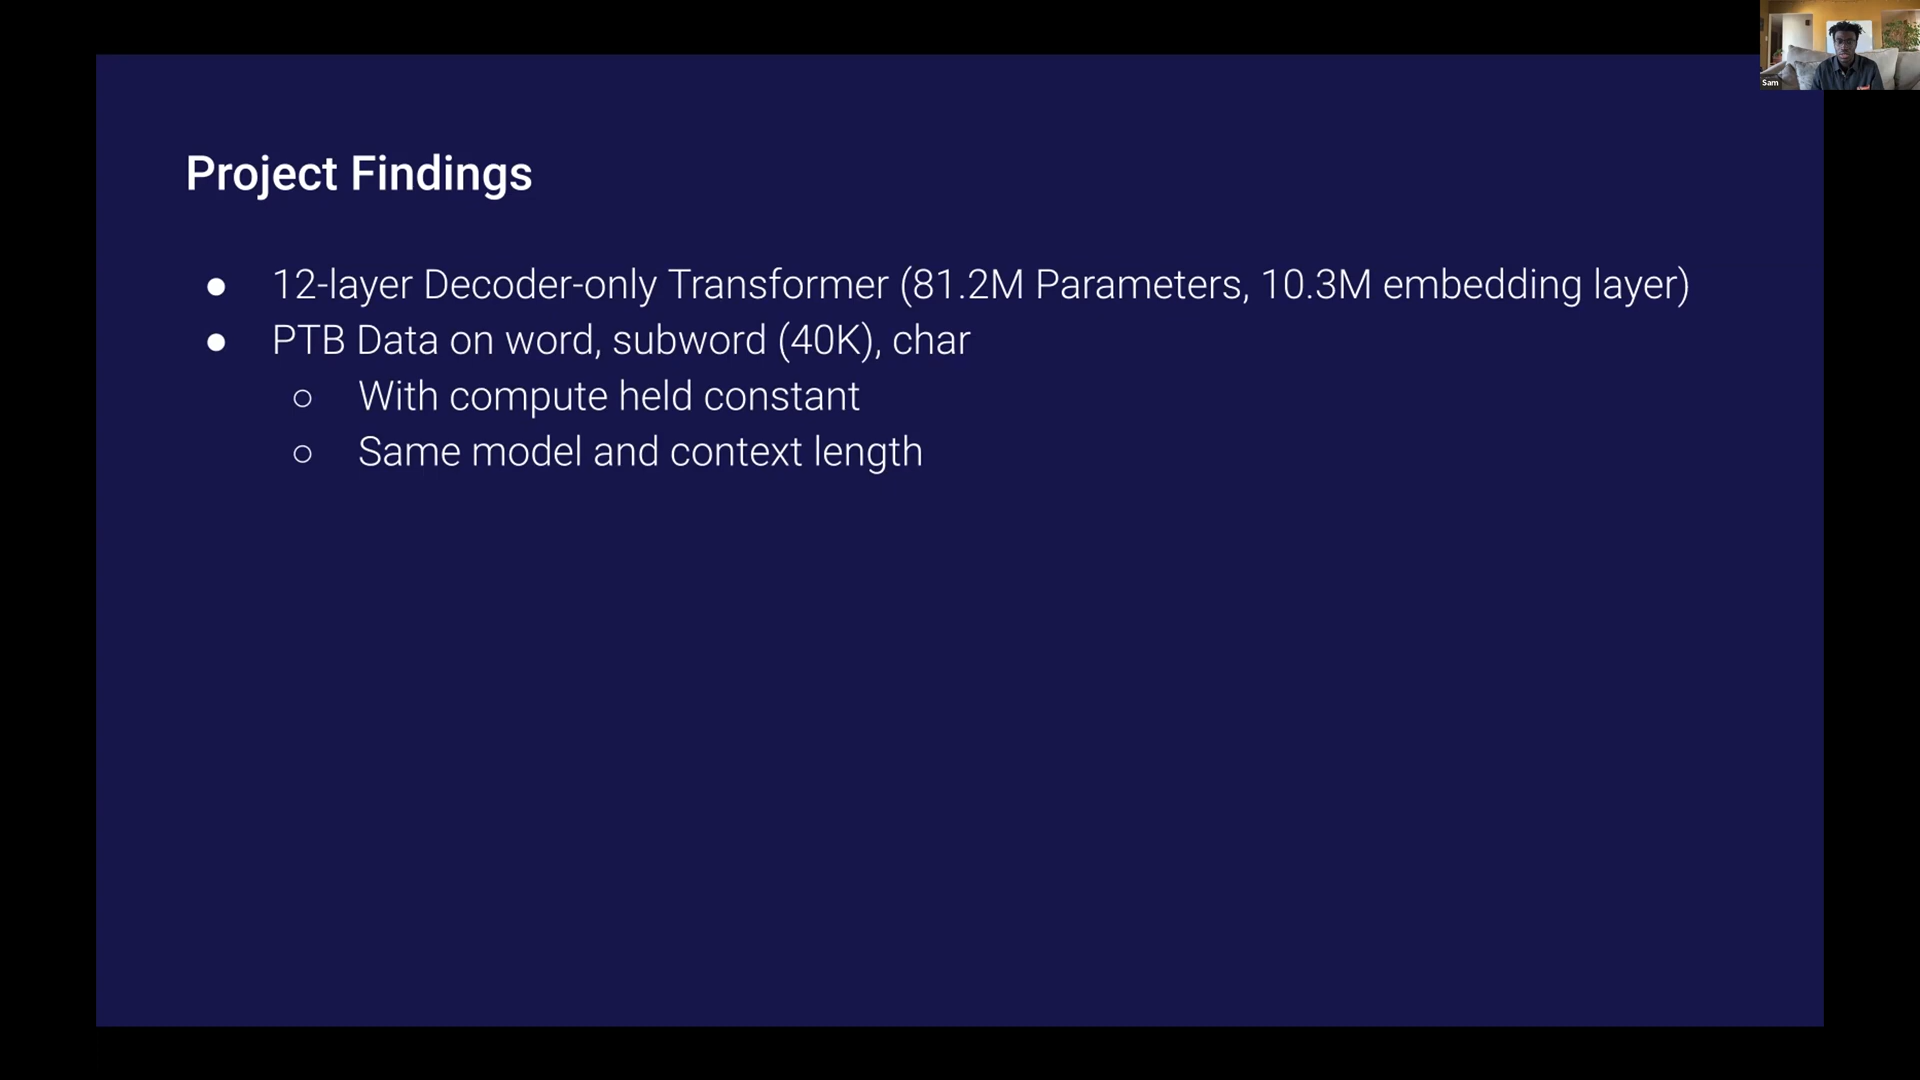 Sam
Project Findings
● 12-layer Decoder-only Transformer (81.2M Parameters, 10.3M embedding layer)
● PTB Data on word, subword (40K), char
○ With compute held constant
○ Same model and context length